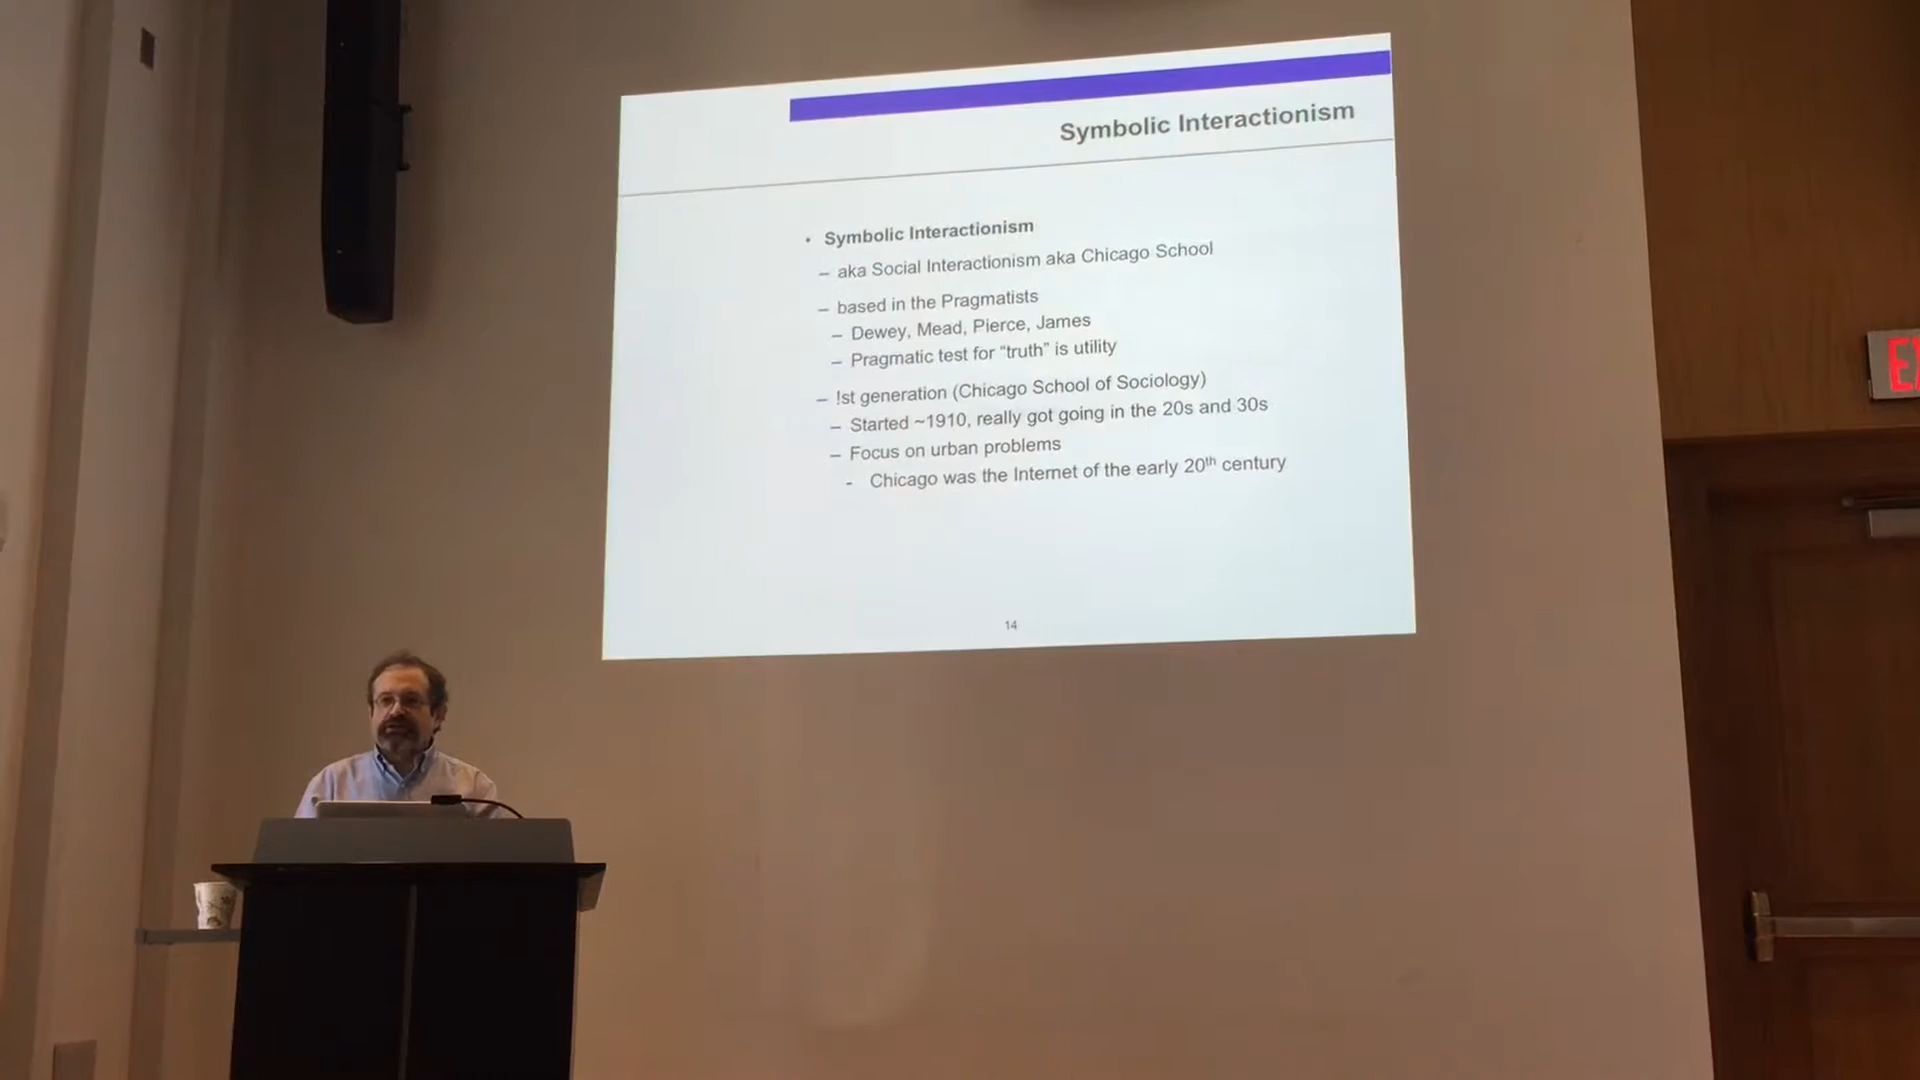 Symbolic Interactionism
• Symbolic Interactionism
– aka Social Interactionism aka Chicago School
– based in the Pragmatists
– Dewey, Mead, Pierce, James
– Pragmatic test for “truth” is utility
– !st generation (Chicago School of Sociology)
– Started ~1910, really got going in the 20s and 30s
– Focus on urban problems
- Chicago was the Internet of the early 20th century
14